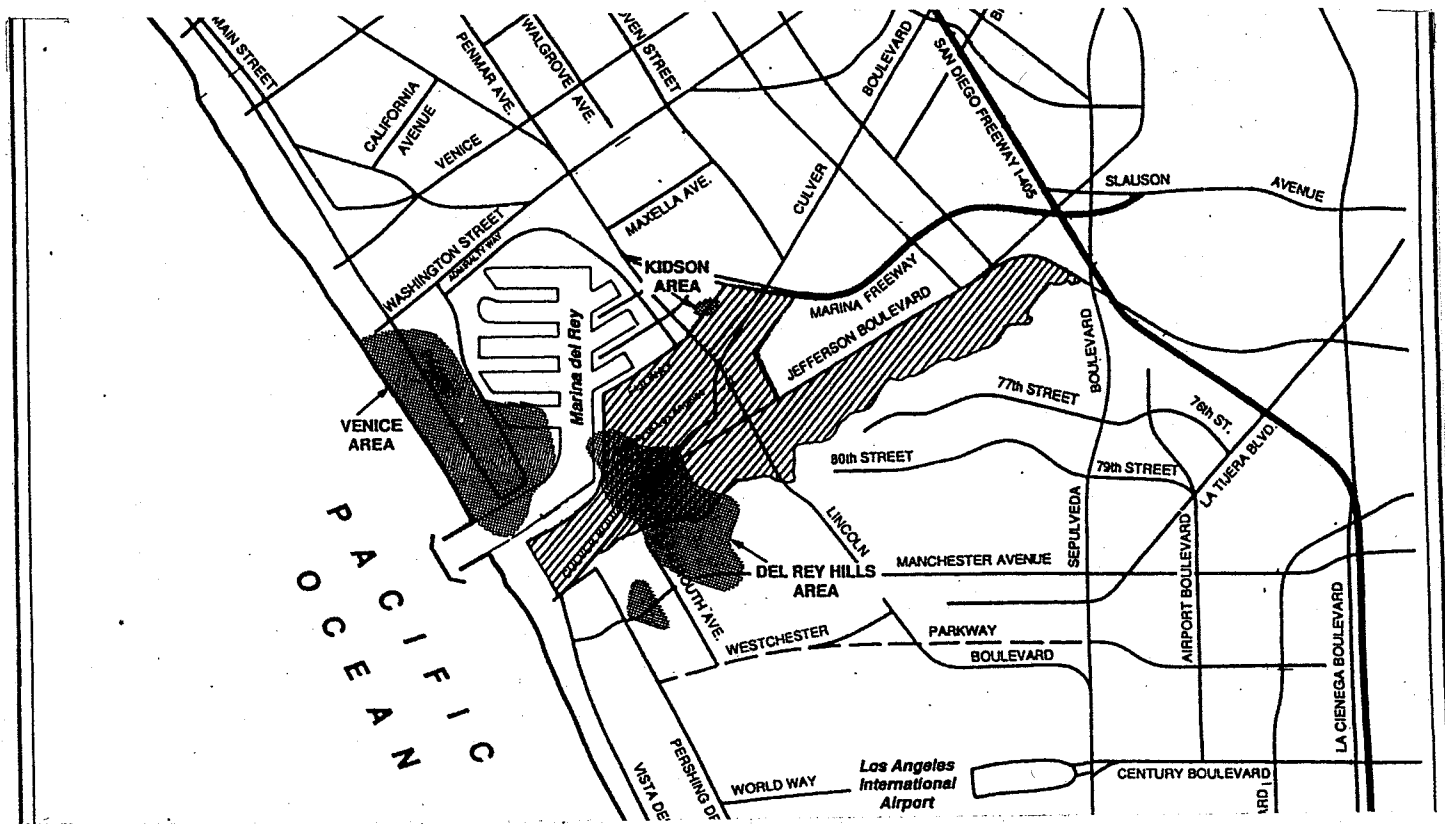 MAIN STREET
PENMAR AVE.
WALGROVE AVE.
STREET
BOULEVARD
SAN DIEGO FREEWAY I-405
CALIFORNIA
AVENUE
VENICE
MAXELLA AVE.
CULVER
SLAUSON
AVENUE
WASHINGTON STREET
ADMIRALTY WAY
KIDSON
AREA
MARINA FREEWAY
JEFFERSON BOULEVARD
Marina del Rey
BOULEVARD
77th STREET
76th ST.
VENICE
AREA
80th STREET
79th STREET
LA TIJERA BLVD.
LINCOLN
SEPULVEDA
PACIFIC
OCEAN
DEL REY HILLS
AREA
MANCHESTER AVENUE
AIRPORT BOULEVARD
LA CIENEGA BOULEVARD
WESTCHESTER
PARKWAY
BOULEVARD
PERSHING
VISTA
WORLD WAY
Los Angeles
International
Airport
CENTURY BOULEVARD